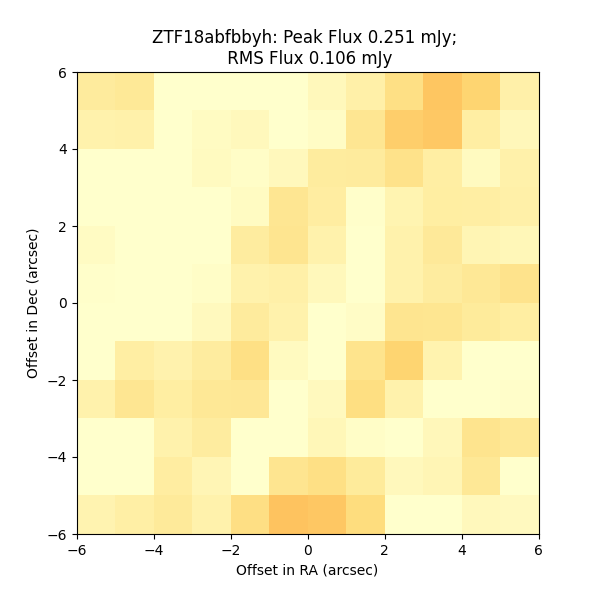 ZTF18abfbbyh: Peak Flux 0.251 mJy;
RMS Flux 0.106 mJy
6
4
2
0
−2
−4
−6
Offset in Dec (arcsec)
−6 −4 −2 0 2 4 6
Offset in RA (arcsec)